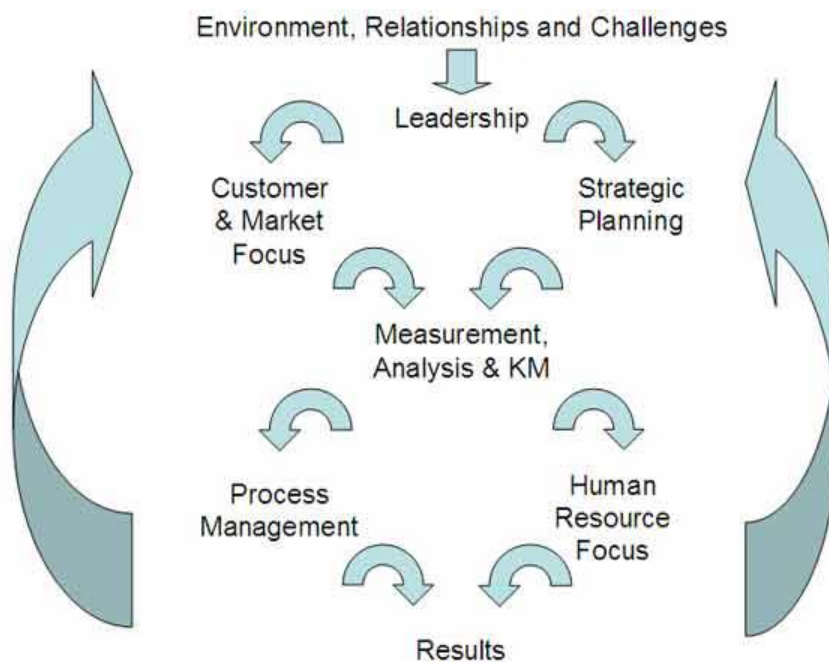 Environment, Relationships and Challenges
Leadership
Customer
& Market
Focus
Strategic
Planning
Measurement,
Analysis & KM
Process
Management
Human
Resource
Focus
Results